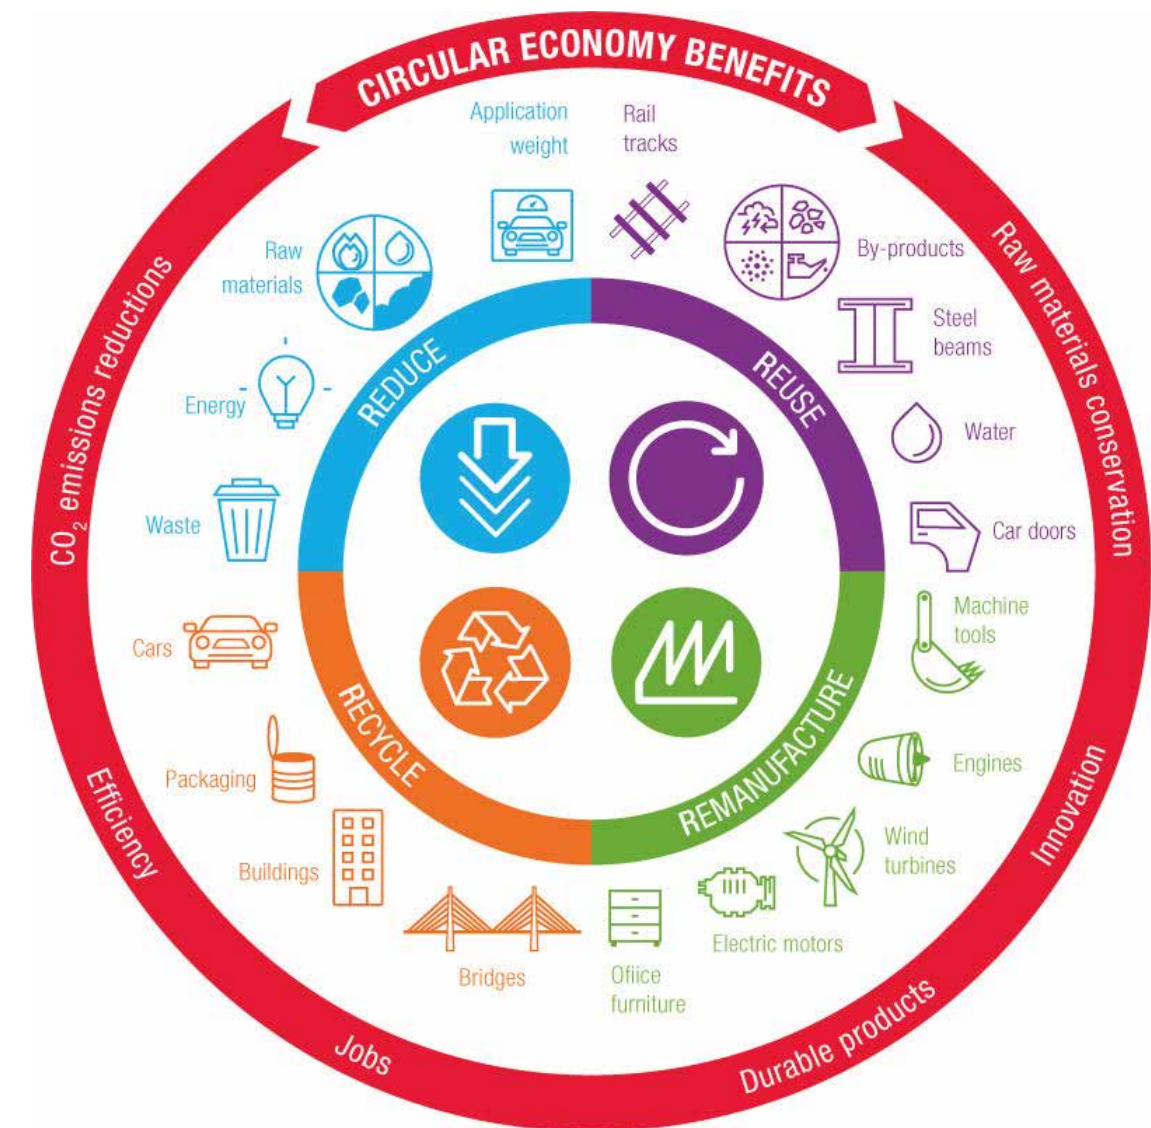 CIRCULAR ECONOMY BENEFITS
Application
weight
Rail
tracks
Raw
materials
By-products
Steel
beams
Energy
Water
Waste
Car doors
Cars
Machine
tools
Packaging
Engines
Buildings
Wind
turbines
Bridges
Electric motors
Ofiice
furniture
REDUCE
REUSE
RECYCLE
REMANUFACTURE
CO₂ emissions reductions
Raw materials conservation
Efficiency
Innovation
Jobs
Durable products